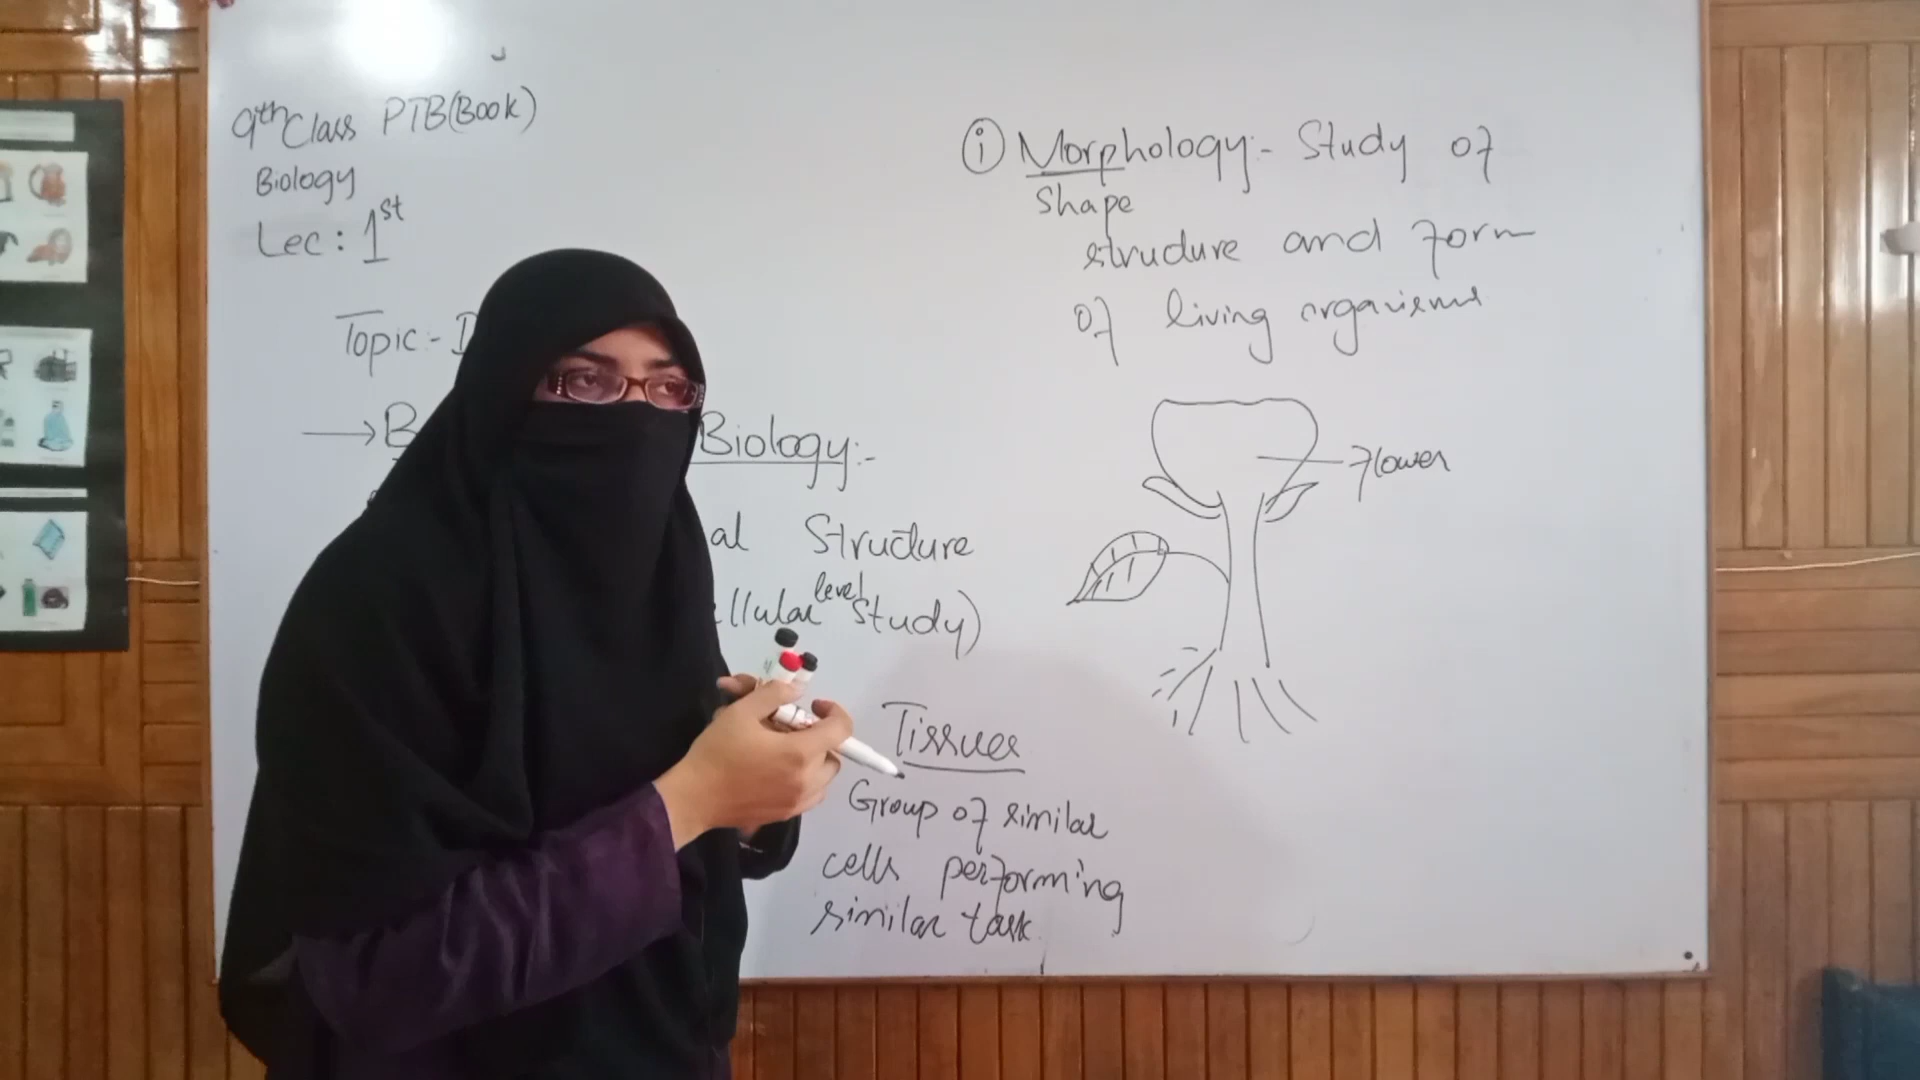 9th Class PTB(Book)
Biology
Lec: 1st
Topic:-
Biology:-
al Structure
llular level study)
Tissues
Group of similar
cells performing
similar task.
i Morphology:- Study of
Shape
structure and form
of living organisms
Flower